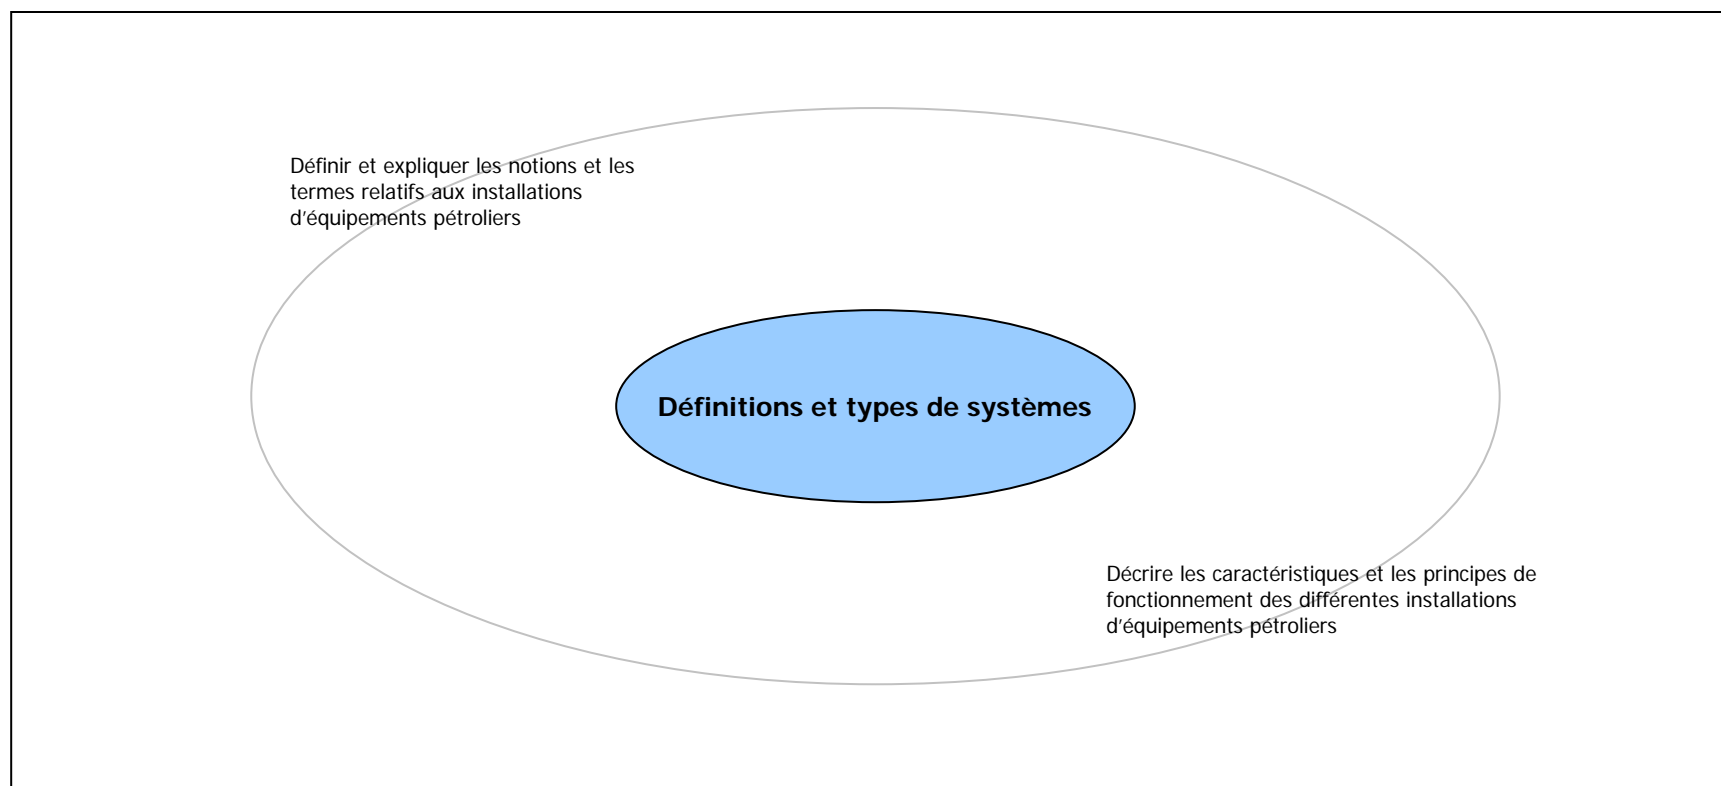 Définir et expliquer les notions et les
termes relatifs aux installations
d'équipements pétroliers
Définitions et types de systèmes
Décrire les caractéristiques et les principes de
fonctionnement des différentes installations
d'équipements pétroliers